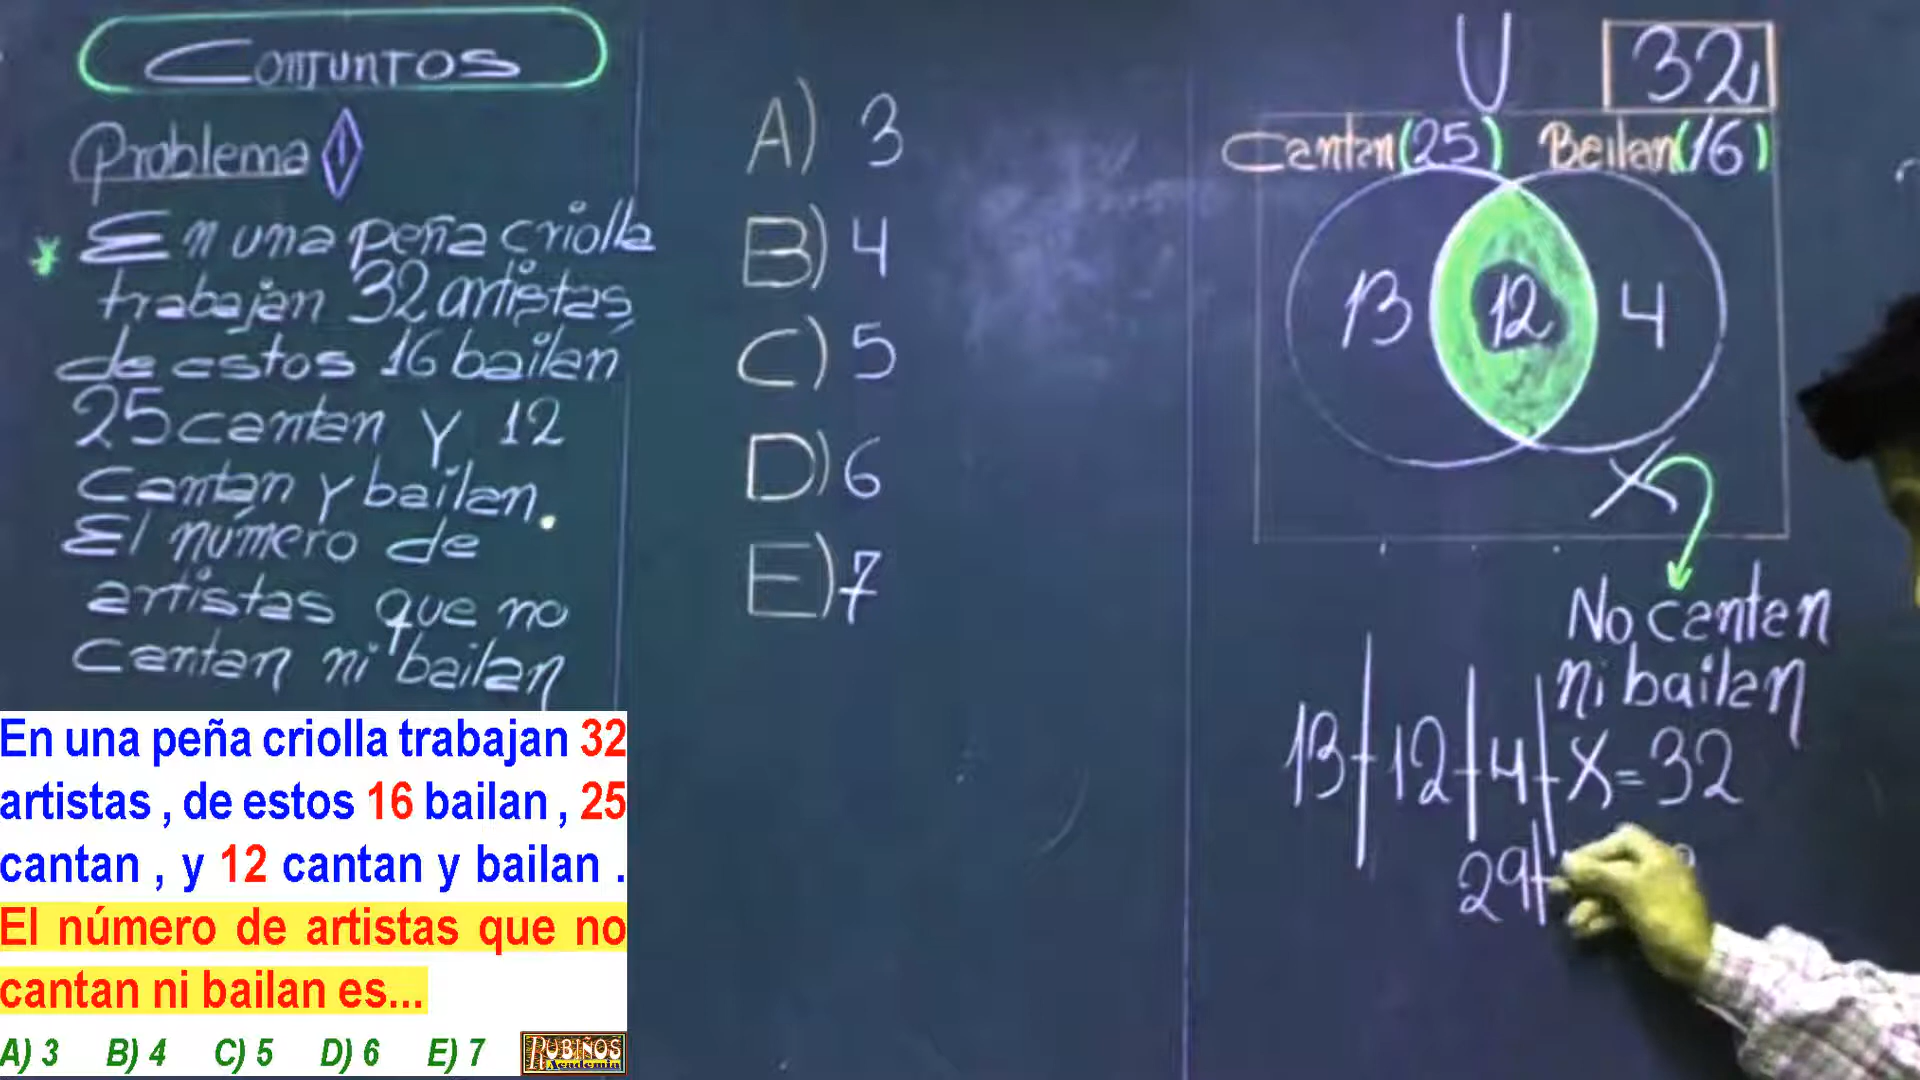 CONJUNTOS
Problema 1
* En una peña criolla
trabajan 32 artistas,
de estos 16 bailan
25 cantan y 12
cantan y bailan.
El número de
artistas que no
cantan ni bailan
En una peña criolla trabajan 32
artistas , de estos 16 bailan , 25
cantan , y 12 cantan y bailan .
El número de artistas que no
cantan ni bailan es...
A) 3 B) 4 C) 5 D) 6 E) 7
RUBIÑOS
A) 3
B) 4
C) 5
D) 6
E) 7
U 32
Cantan (25) Bailan (16)
13 12 4
X
No cantan
ni bailan
13+12+4+X=32
29+